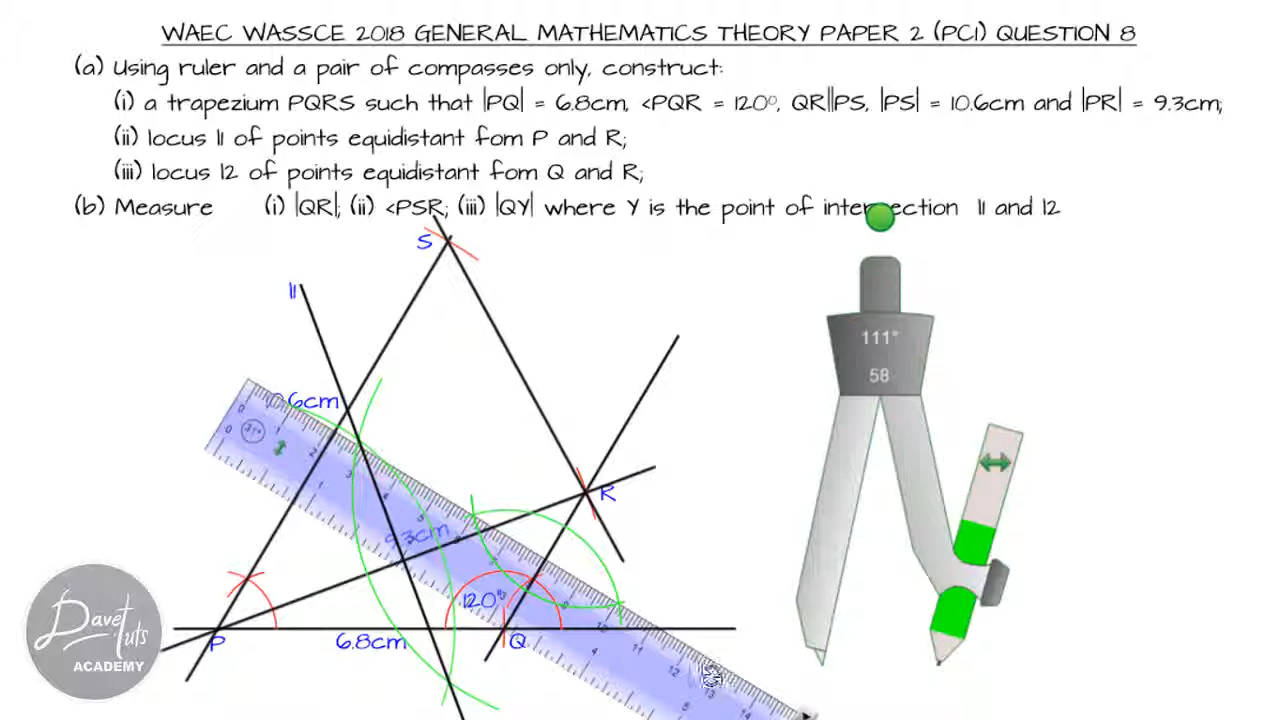 WAEC WASSCE 2018 GENERAL MATHEMATICS THEORY PAPER 2 (PC1) QUESTION 8
(a) Using ruler and a pair of compasses only, construct:
(i) a trapezium PQRS such that |PQ| = 6.8cm, <PQR = 120°, QR||PS, |PS| = 10.6cm and |PR| = 9.3cm;
(ii) locus l1 of points equidistant fom P and R;
(iii) locus l2 of points equidistant fom Q and R;
(b) Measure (i) |QR|; (ii) <PSR; (iii) |QY| where Y is the point of intersection l1 and l2
S
l1
111°
58
10.6cm
R
9.3cm
120°
P
6.8cm
Q
Dave Tuts
ACADEMY